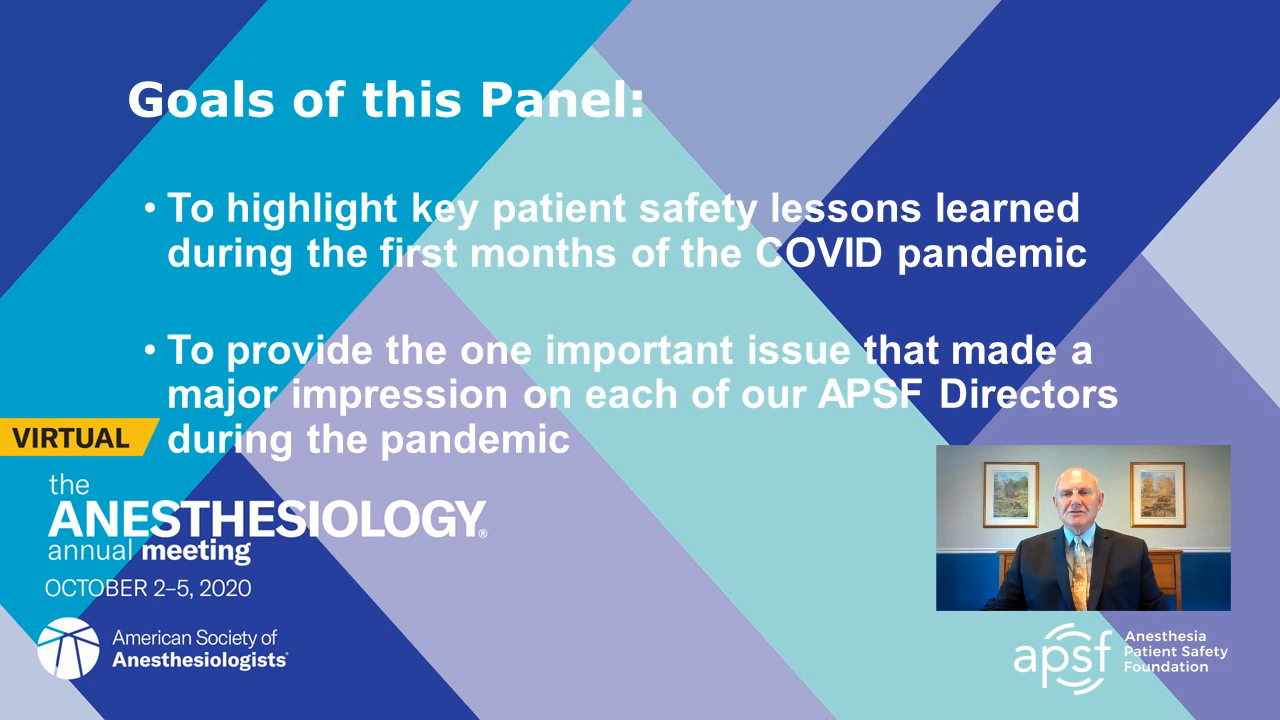 Goals of this Panel:
• To highlight key patient safety lessons learned
during the first months of the COVID pandemic
• To provide the one important issue that made a
major impression on each of our APSF Directors
during the pandemic
VIRTUAL
the
ANESTHESIOLOGY®
annual meeting
OCTOBER 2–5, 2020
American Society of
Anesthesiologists®
apsf
Anesthesia
Patient Safety
Foundation